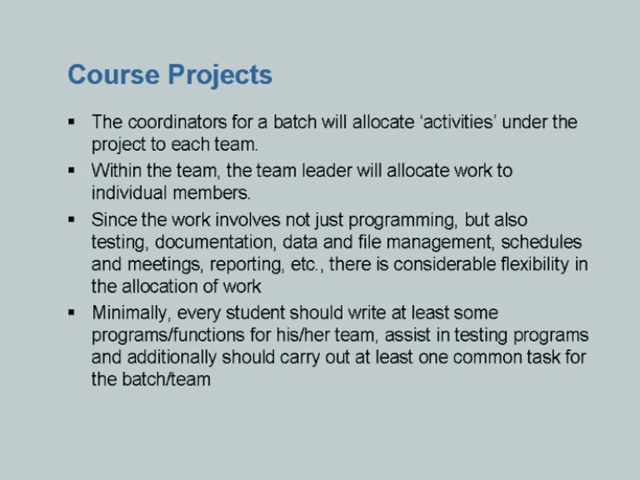 Course Projects
▪ The coordinators for a batch will allocate ‘activities’ under the
project to each team.
▪ Within the team, the team leader will allocate work to
individual members.
▪ Since the work involves not just programming, but also
testing, documentation, data and file management, schedules
and meetings, reporting, etc., there is considerable flexibility in
the allocation of work
▪ Minimally, every student should write at least some
programs/functions for his/her team, assist in testing programs
and additionally should carry out at least one common task for
the batch/team